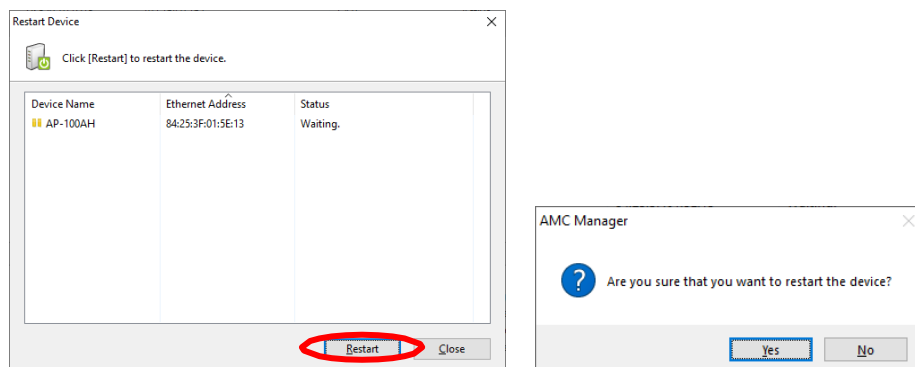 Restart Device
Click [Restart] to restart the device.
Device Name Ethernet Address Status
AP-100AH 84:25:3F:01:5E:13 Waiting.
Restart Close
AMC Manager
Are you sure that you want to restart the device?
Yes No